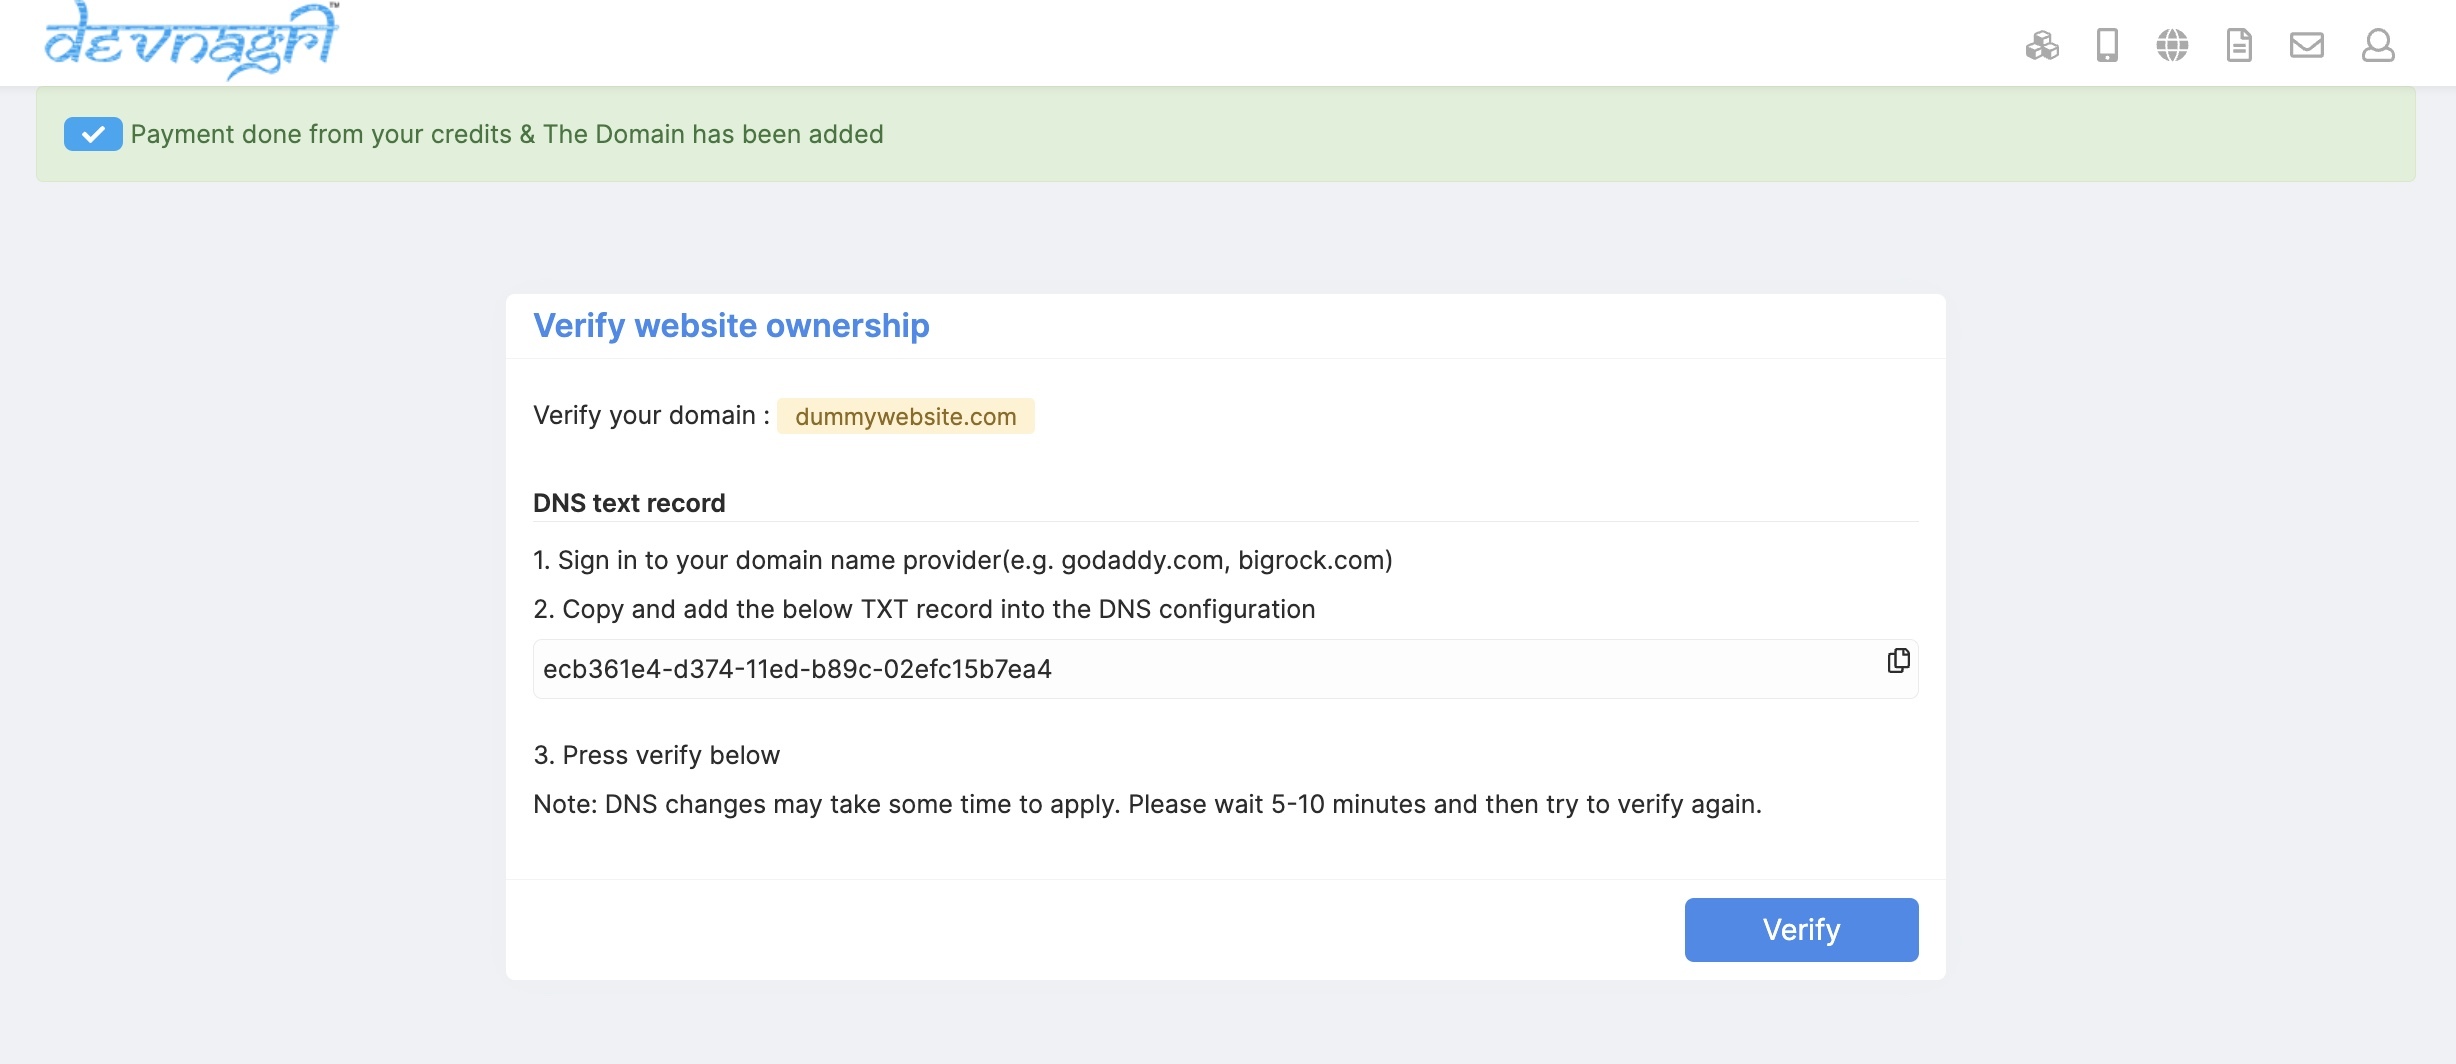 devnagri™
Payment done from your credits & The Domain has been added
Verify website ownership
Verify your domain : dummywebsite.com
DNS text record
1. Sign in to your domain name provider(e.g. godaddy.com, bigrock.com)
2. Copy and add the below TXT record into the DNS configuration
ecb361e4-d374-11ed-b89c-02efc15b7ea4
3. Press verify below
Note: DNS changes may take some time to apply. Please wait 5-10 minutes and then try to verify again.
Verify